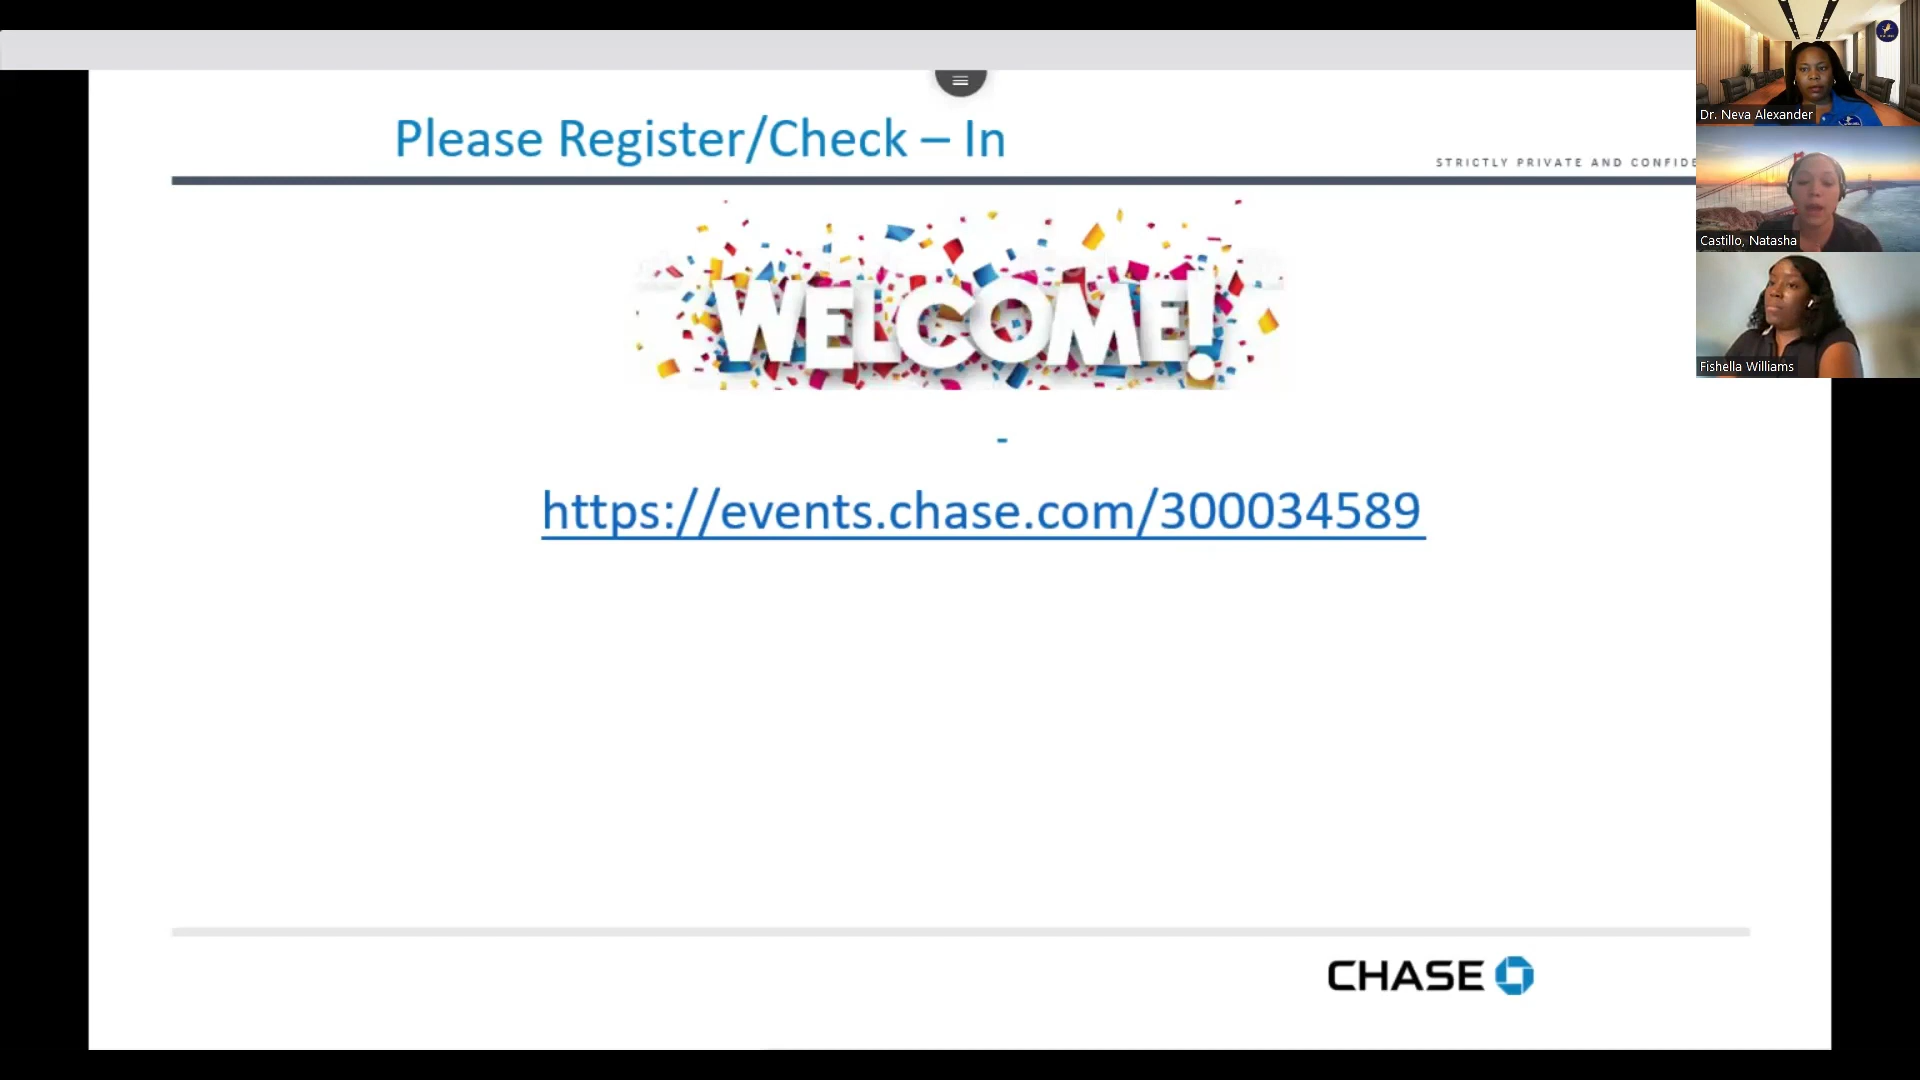 Please Register/Check – In
STRICTLY PRIVATE AND CONFIDE
WELCOME!
-
https://events.chase.com/300034589
CHASE
Dr. Neva Alexander
Castillo, Natasha
Fishella Williams